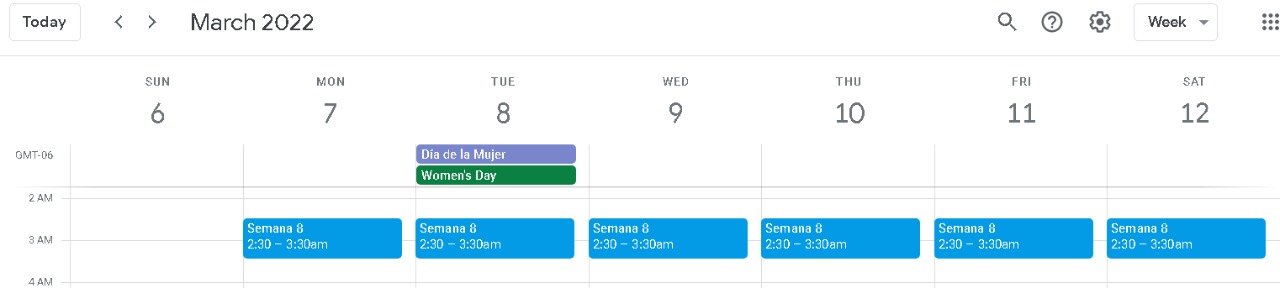 Today March 2022 Week
SUN MON TUE WED THU FRI SAT
6 7 8 9 10 11 12
GMT-06
Día de la Mujer
Women's Day
2 AM
Semana 8 Semana 8 Semana 8 Semana 8 Semana 8 Semana 8
2:30 – 3:30am 2:30 – 3:30am 2:30 – 3:30am 2:30 – 3:30am 2:30 – 3:30am 2:30 – 3:30am
3 AM
4 AM